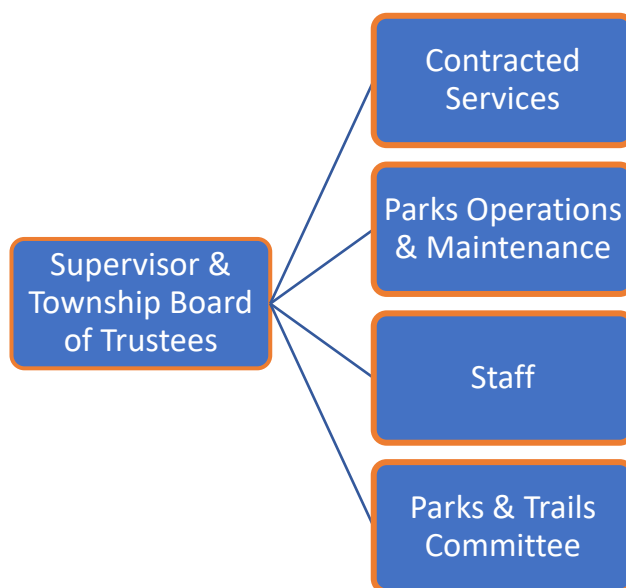 Contracted
Services
Parks Operations
& Maintenance
Supervisor &
Township Board
of Trustees
Staff
Parks & Trails
Committee